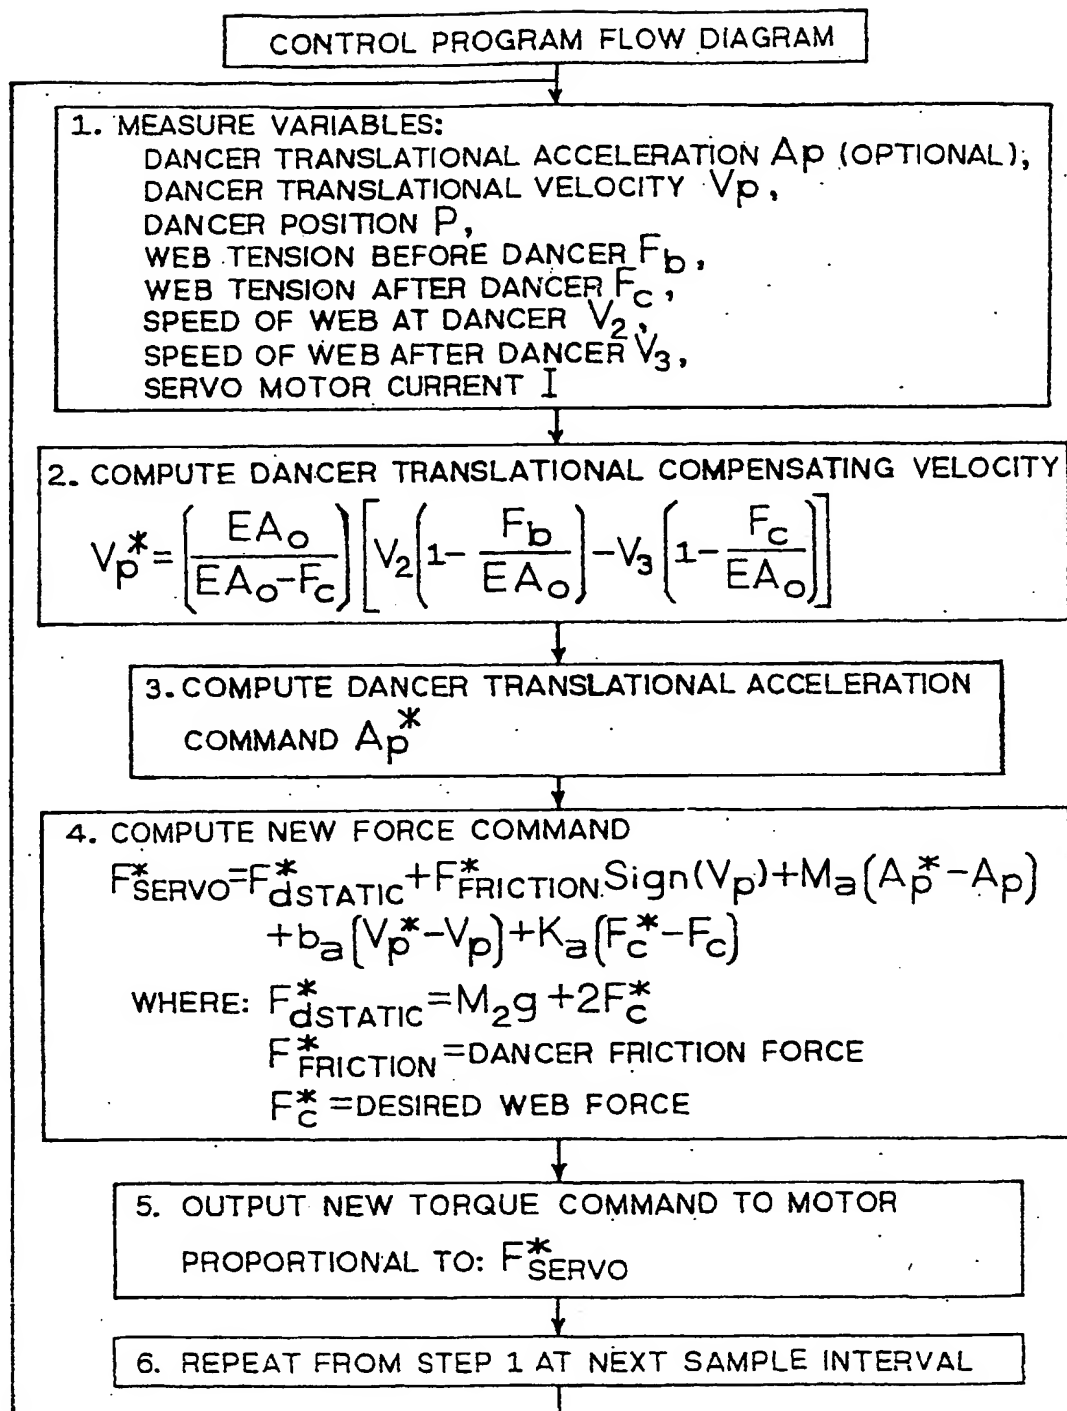 CONTROL PROGRAM FLOW DIAGRAM
1. MEASURE VARIABLES:
DANCER TRANSLATIONAL ACCELERATION Ap (OPTIONAL),
DANCER TRANSLATIONAL VELOCITY Vp,
DANCER POSITION P,
WEB TENSION BEFORE DANCER Fb,
WEB TENSION AFTER DANCER Fc,
SPEED OF WEB AT DANCER V2,
SPEED OF WEB AFTER DANCER V3,
SERVO MOTOR CURRENT I
2. COMPUTE DANCER TRANSLATIONAL COMPENSATING VELOCITY
Vp* = (EAo / (EAo - Fc)) [V2 (1 - Fb / EAo) - V3 (1 - Fc / EAo)]
3. COMPUTE DANCER TRANSLATIONAL ACCELERATION
COMMAND Ap*
4. COMPUTE NEW FORCE COMMAND
F*SERVO = F*dSTATIC + F*FRICTION.Sign(Vp) + Ma(Ap* - Ap)
+ ba(Vp* - Vp) + Ka(Fc* - Fc)
WHERE: F*dSTATIC = M2g + 2Fc*
F*FRICTION = DANCER FRICTION FORCE
Fc* = DESIRED WEB FORCE
5. OUTPUT NEW TORQUE COMMAND TO MOTOR
PROPORTIONAL TO: F*SERVO
6. REPEAT FROM STEP 1 AT NEXT SAMPLE INTERVAL